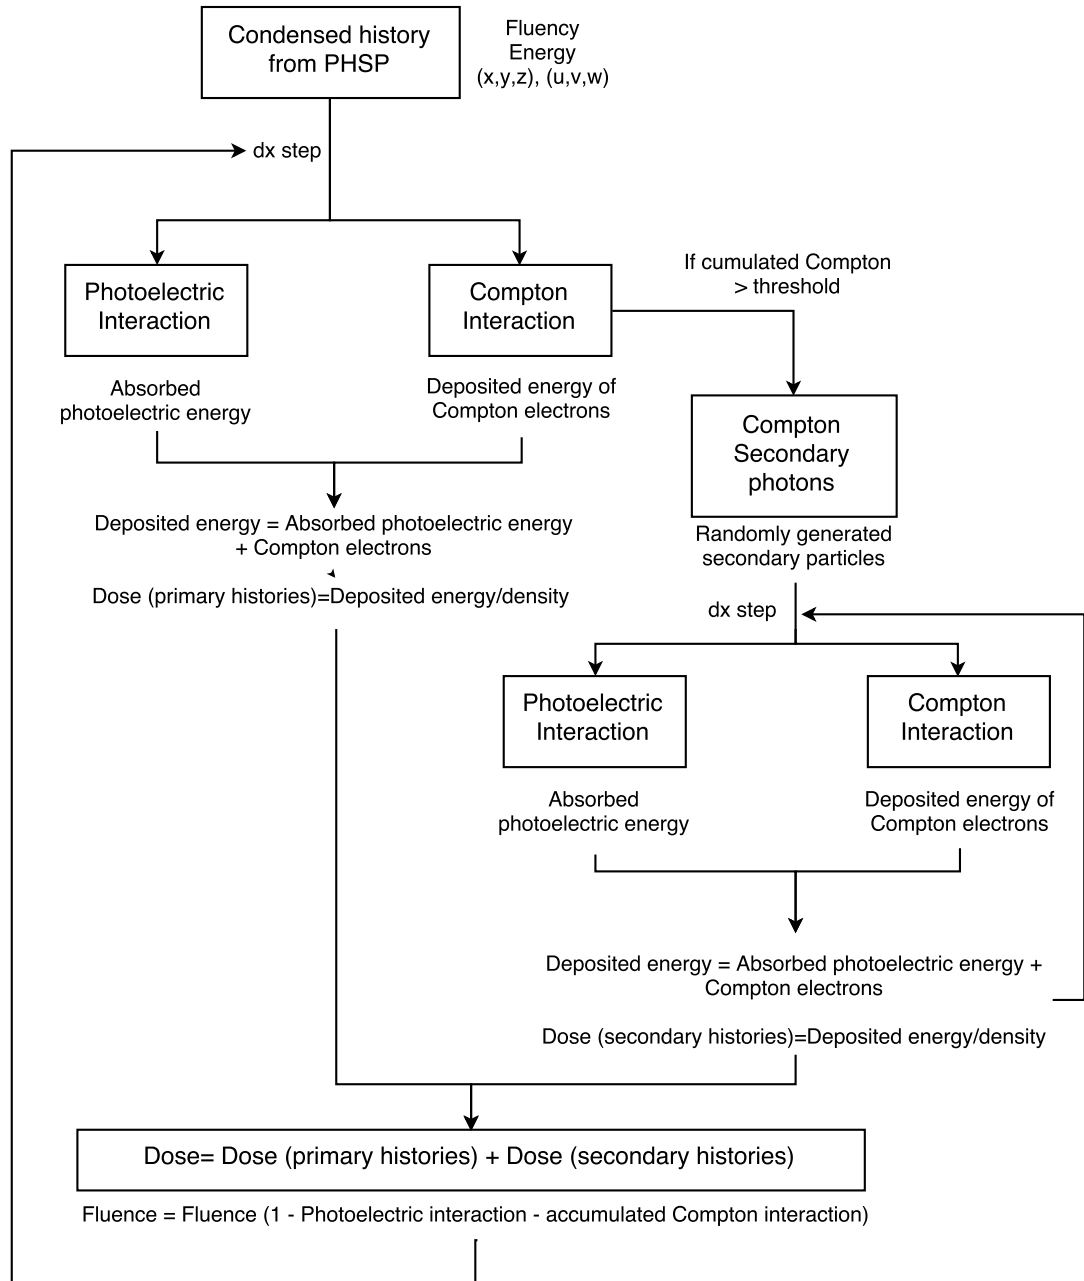 Condensed history
from PHSP
Fluency
Energy
(x,y,z), (u,v,w)
dx step
Photoelectric
Interaction
Compton
Interaction
If cumulated Compton
> threshold
Absorbed
photoelectric energy
Deposited energy of
Compton electrons
Compton
Secondary
photons
Deposited energy = Absorbed photoelectric energy
+ Compton electrons
Randomly generated
secondary particles
Dose (primary histories)=Deposited energy/density
dx step
Photoelectric
Interaction
Compton
Interaction
Absorbed
photoelectric energy
Deposited energy of
Compton electrons
Deposited energy = Absorbed photoelectric energy +
Compton electrons
Dose (secondary histories)=Deposited energy/density
Dose= Dose (primary histories) + Dose (secondary histories)
Fluence = Fluence (1 - Photoelectric interaction - accumulated Compton interaction)